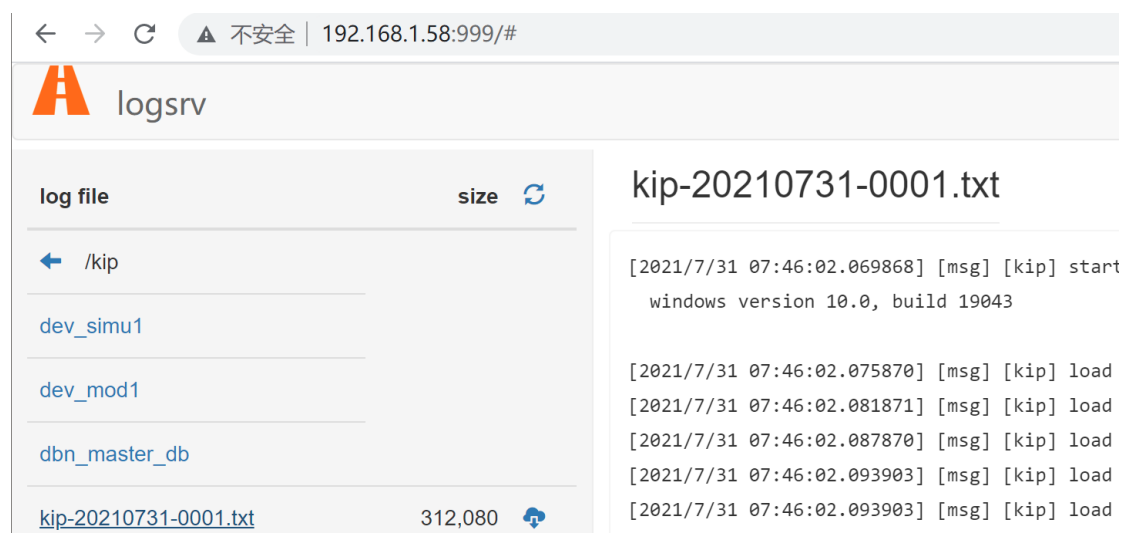 不安全 192.168.1.58:999/#
logsrv
log file size
/kip
dev_simu1
dev_mod1
dbn_master_db
kip-20210731-0001.txt 312,080
kip-20210731-0001.txt
[2021/7/31 07:46:02.069868] [msg] [kip] start
windows version 10.0, build 19043
[2021/7/31 07:46:02.075870] [msg] [kip] load
[2021/7/31 07:46:02.081871] [msg] [kip] load
[2021/7/31 07:46:02.087870] [msg] [kip] load
[2021/7/31 07:46:02.093903] [msg] [kip] load
[2021/7/31 07:46:02.093903] [msg] [kip] load